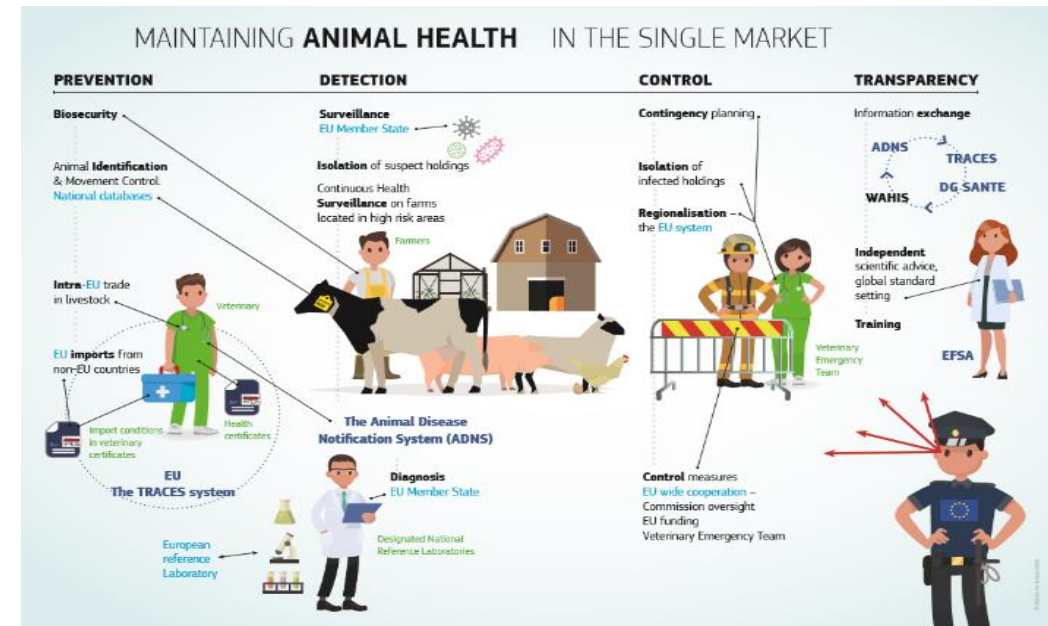 MAINTAINING ANIMAL HEALTH IN THE SINGLE MARKET
PREVENTION
Biosecurity
Animal Identification
& Movement Control.
National databases
Intra-EU trade
in livestock
Veterinary
EU imports from
non-EU countries
Import conditions
in veterinary
certificates
Health
certificates
EU
The TRACES system
DETECTION
Surveillance
EU Member State
Isolation of suspect holdings
Continuous Health
Surveillance on farms
located in high risk areas
Farmers
The Animal Disease
Notification System (ADNS)
Diagnosis
EU Member State
Designated National
Reference Laboratories
European
reference
Laboratory
CONTROL
Contingency planning
Isolation of
infected holdings
Regionalisation –
the EU system
Veterinary
Emergency
Team
Control measures
EU wide cooperation –
Commission oversight
EU funding
Veterinary Emergency Team
TRANSPARENCY
Information exchange
ADNS
TRACES
DG SANTE
WAHIS
Independent
scientific advice,
global standard
setting
Training
EFSA